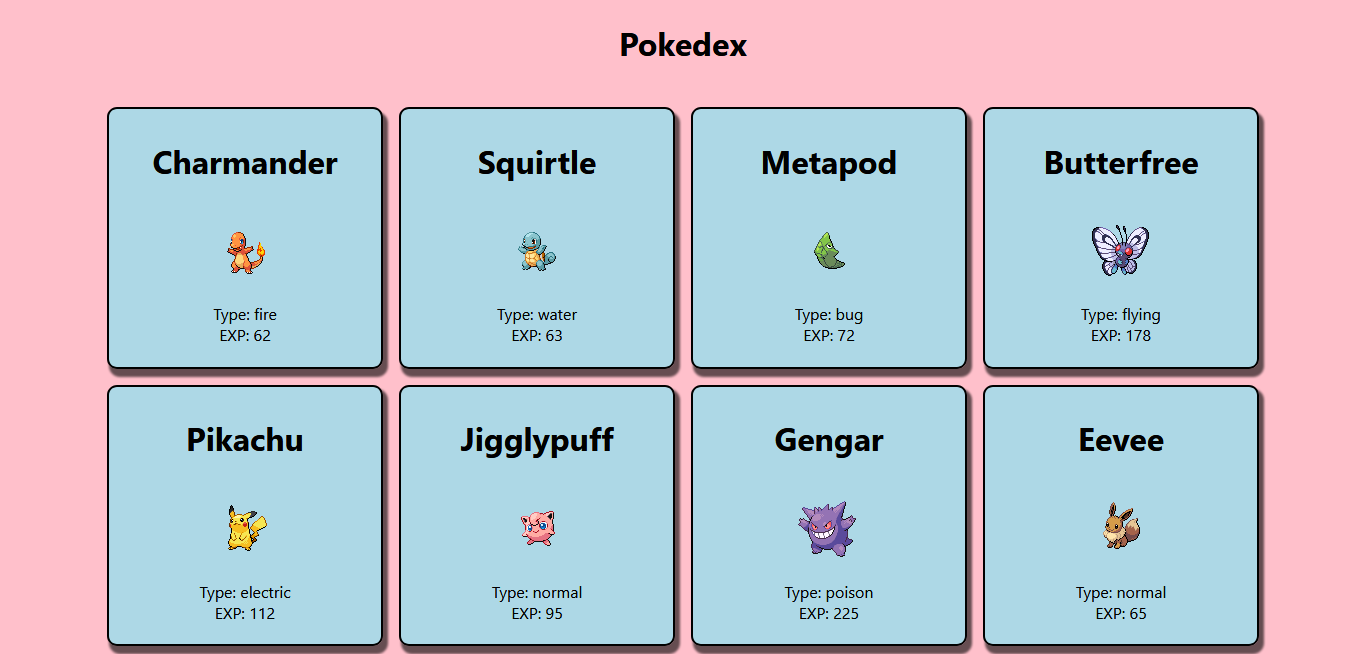 Pokedex
Charmander
Type: fire
EXP: 62
Squirtle
Type: water
EXP: 63
Metapod
Type: bug
EXP: 72
Butterfree
Type: flying
EXP: 178
Pikachu
Type: electric
EXP: 112
Jigglypuff
Type: normal
EXP: 95
Gengar
Type: poison
EXP: 225
Eevee
Type: normal
EXP: 65